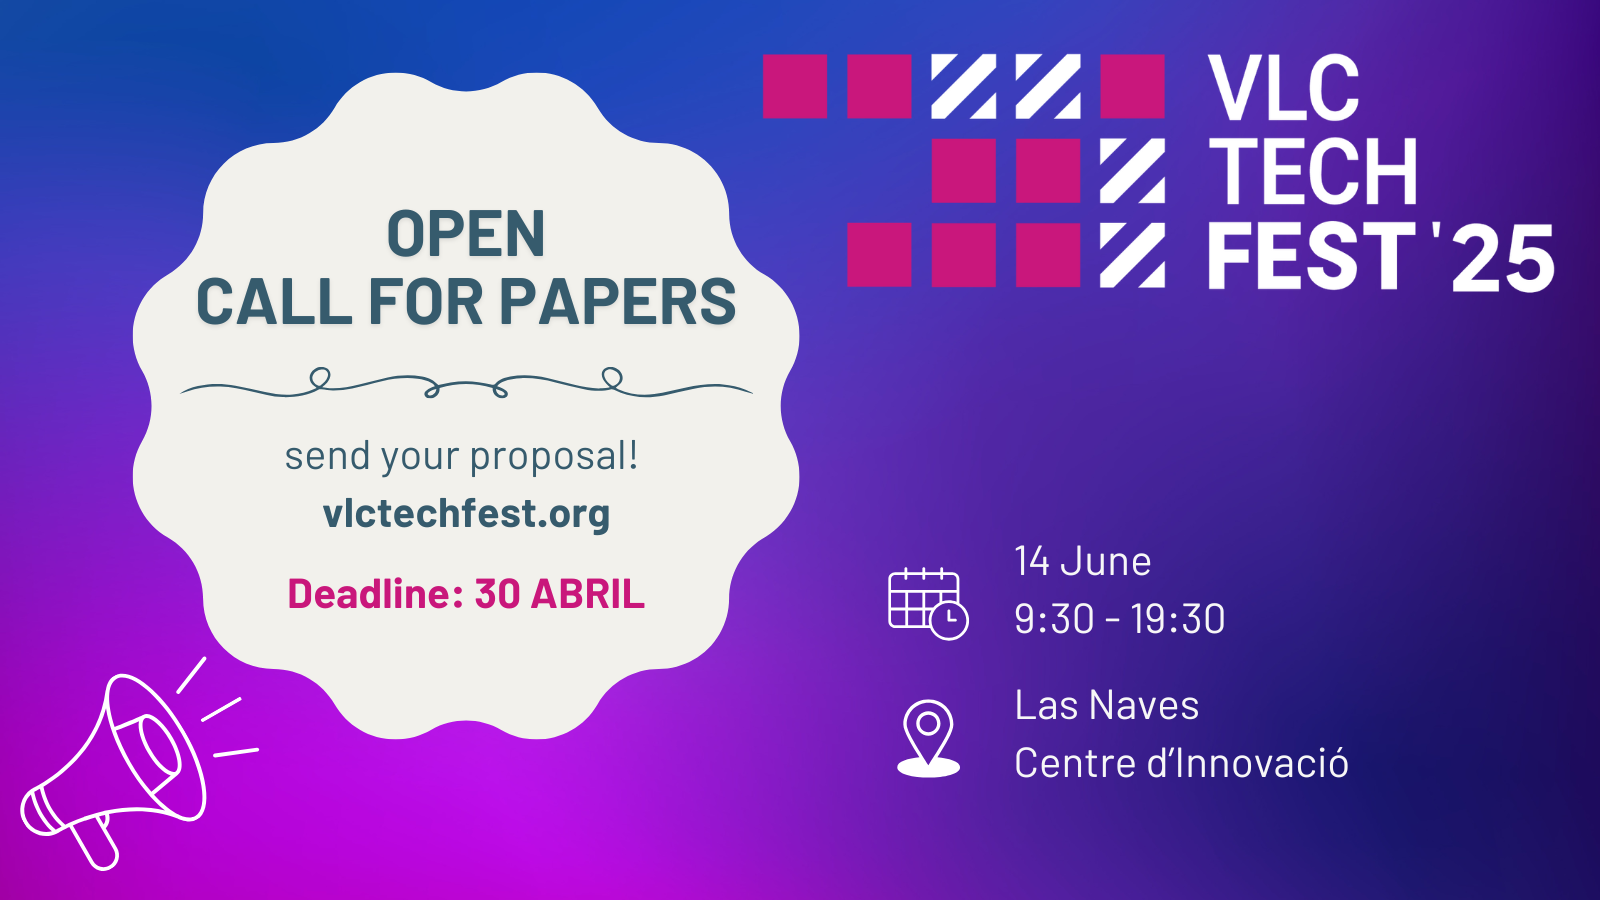 VLC
TECH
FEST '25
OPEN
CALL FOR PAPERS
send your proposal!
vlctechfest.org
Deadline: 30 ABRIL
14 June
9:30 - 19:30
Las Naves
Centre d’Innovació